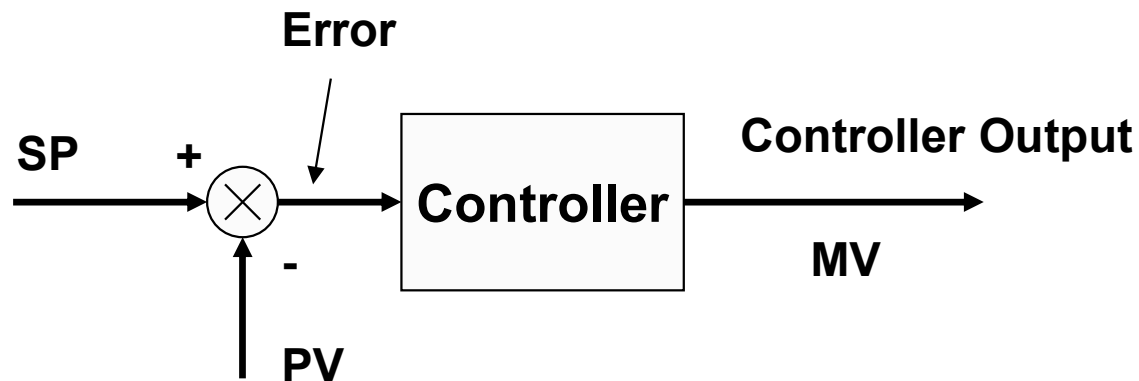 Error
SP
+
Controller Output
Controller
MV
-
PV